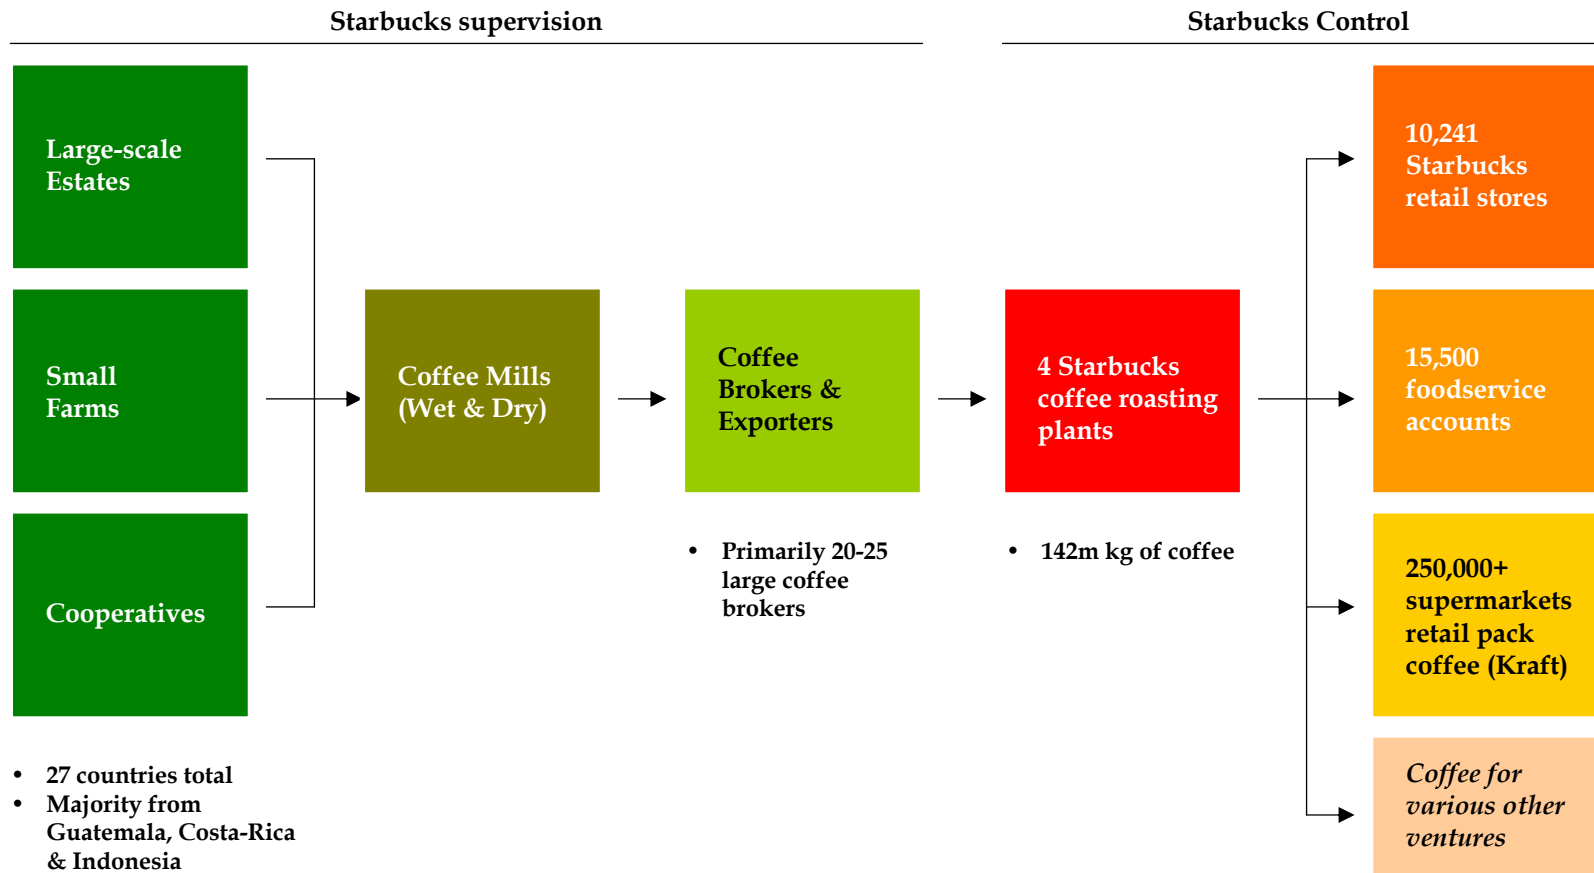 Starbucks supervision
Starbucks Control
Large-scale
Estates
Small
Farms
Cooperatives
• 27 countries total
• Majority from
Guatemala, Costa-Rica
& Indonesia
Coffee Mills
(Wet & Dry)
Coffee
Brokers &
Exporters
• Primarily 20-25
large coffee
brokers
4 Starbucks
coffee roasting
plants
• 142m kg of coffee
10,241
Starbucks
retail stores
15,500
foodservice
accounts
250,000+
supermarkets
retail pack
coffee (Kraft)
Coffee for
various other
ventures